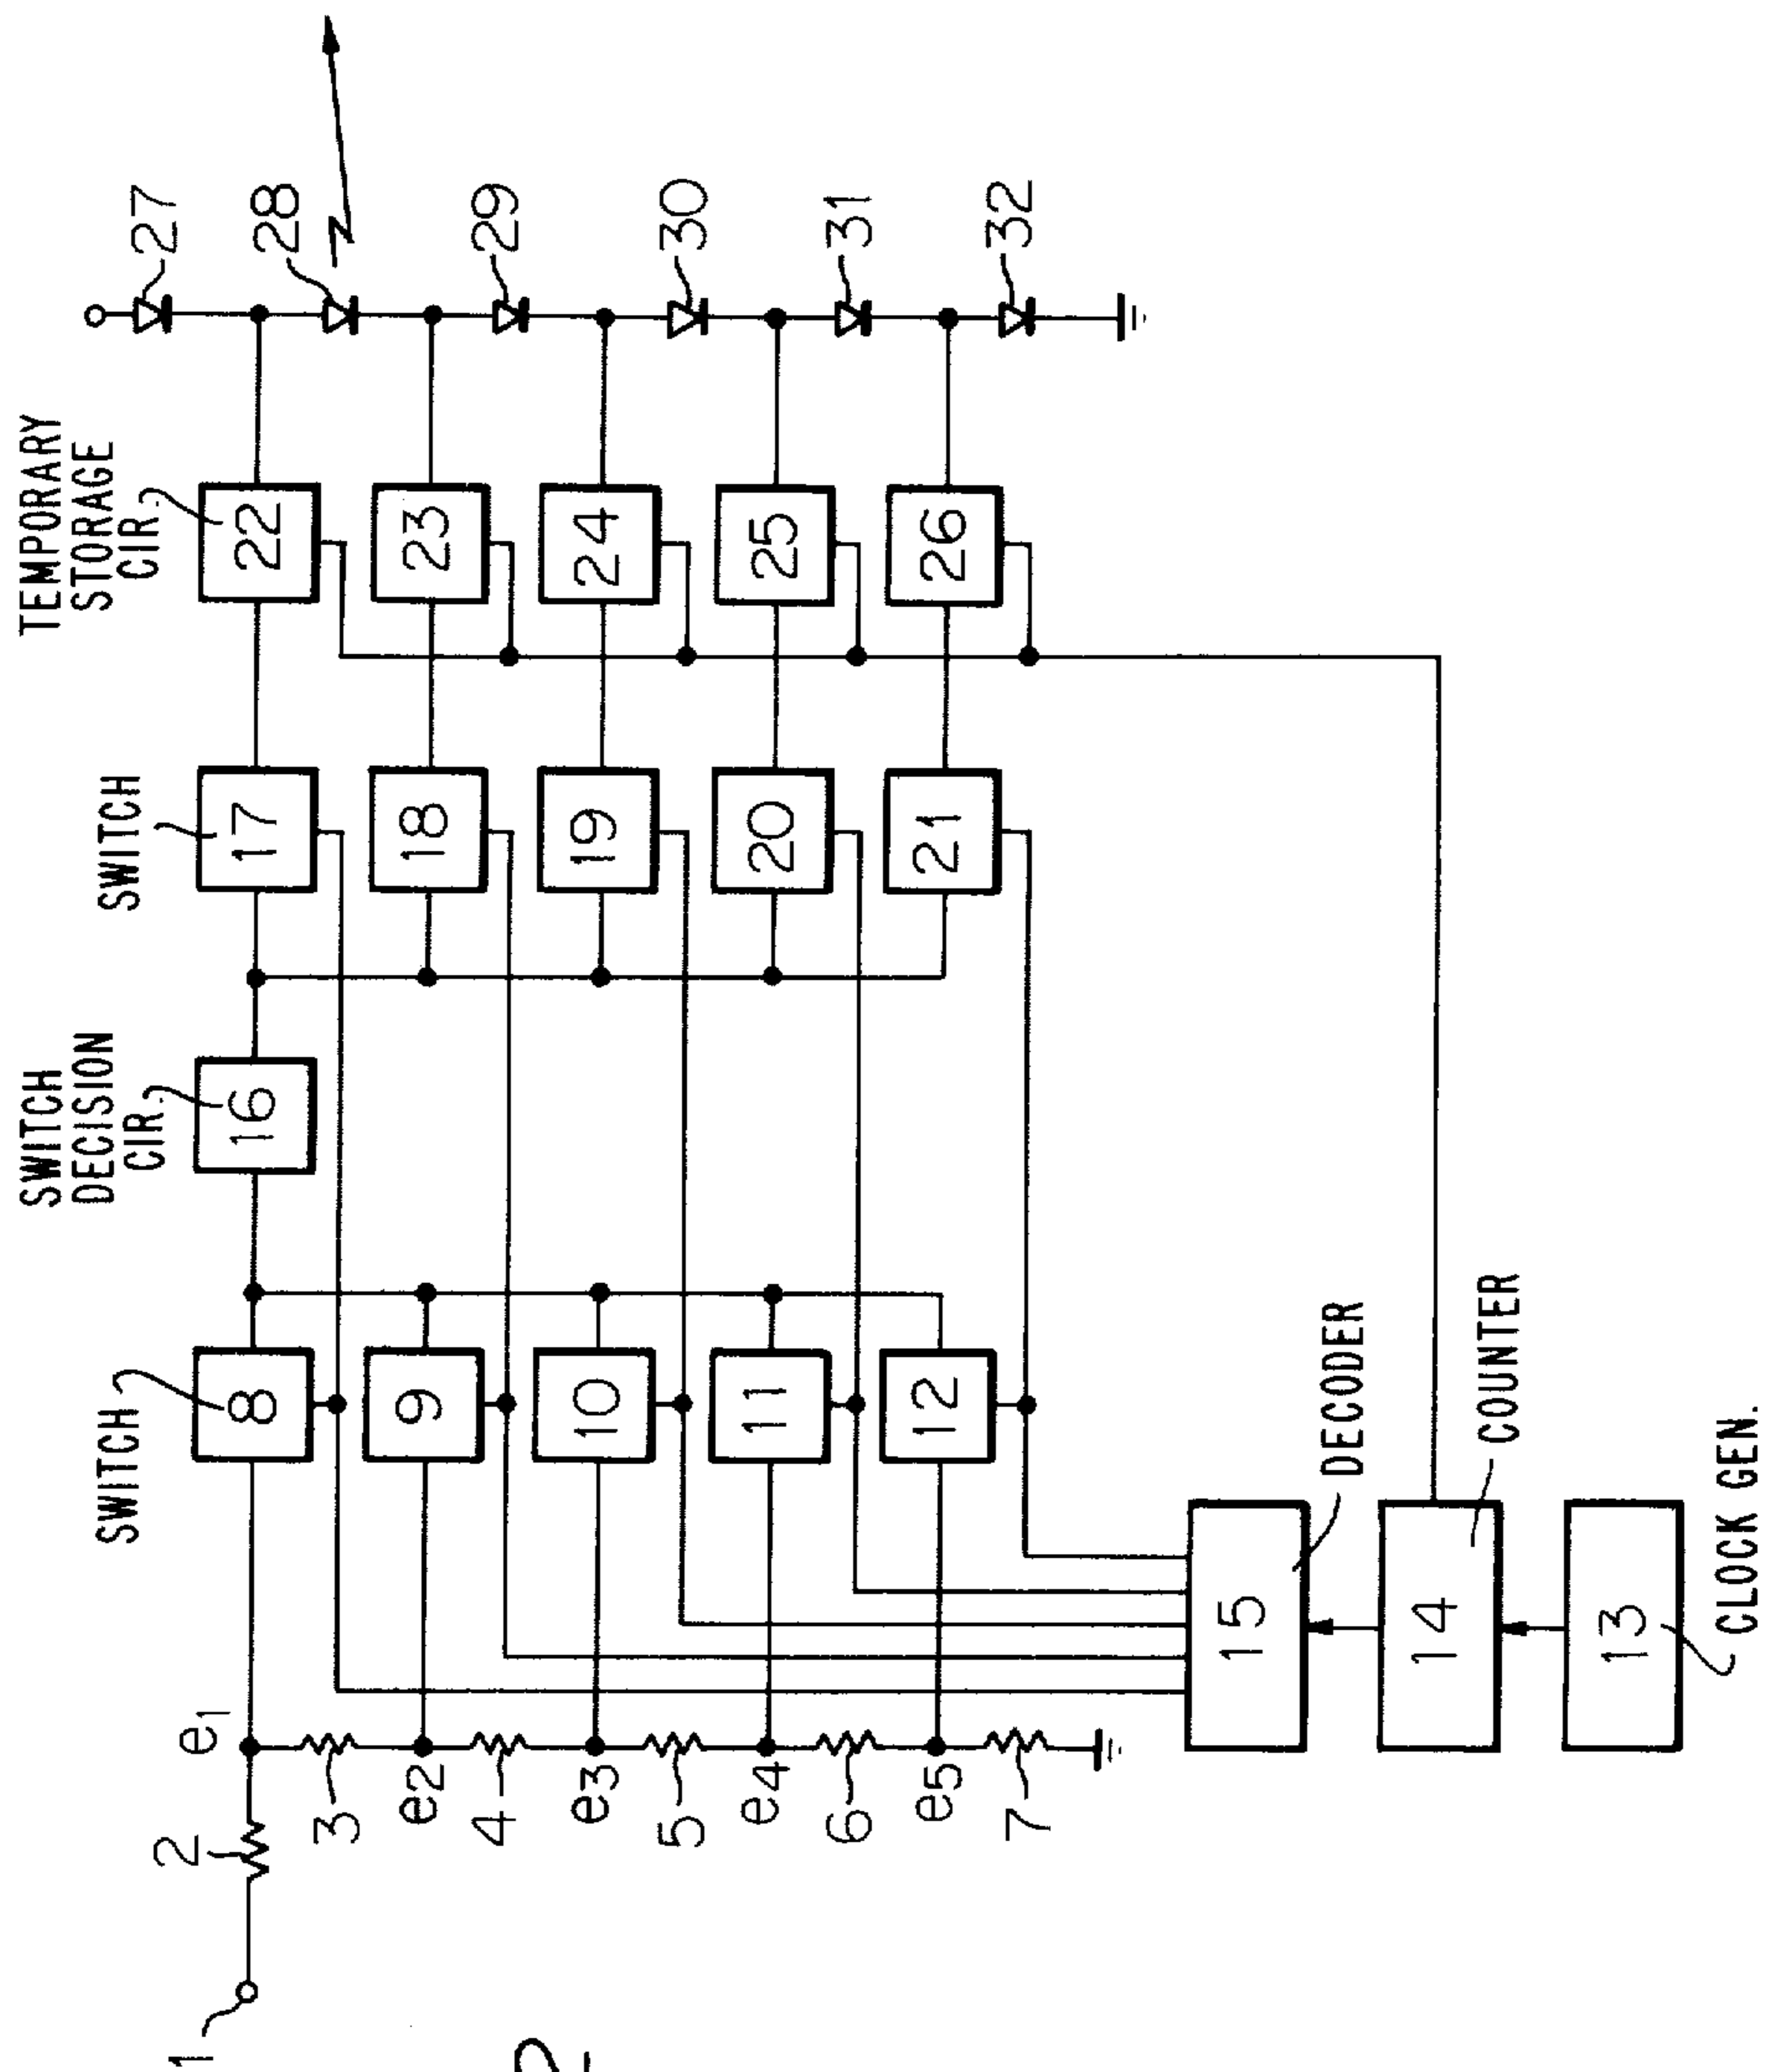 TEMPORARY
STORAGE
CIR.
SWITCH
SWITCH
DECISION
CIR.
SWITCH
27
28
29
30
31
32
22
23
24
25
26
17
18
19
20
21
16
8
9
10
11
12
e1
e2
e3
e4
e5
1
2
3
4
5
6
7
15
DECODER
14
COUNTER
13
CLOCK GEN.
2